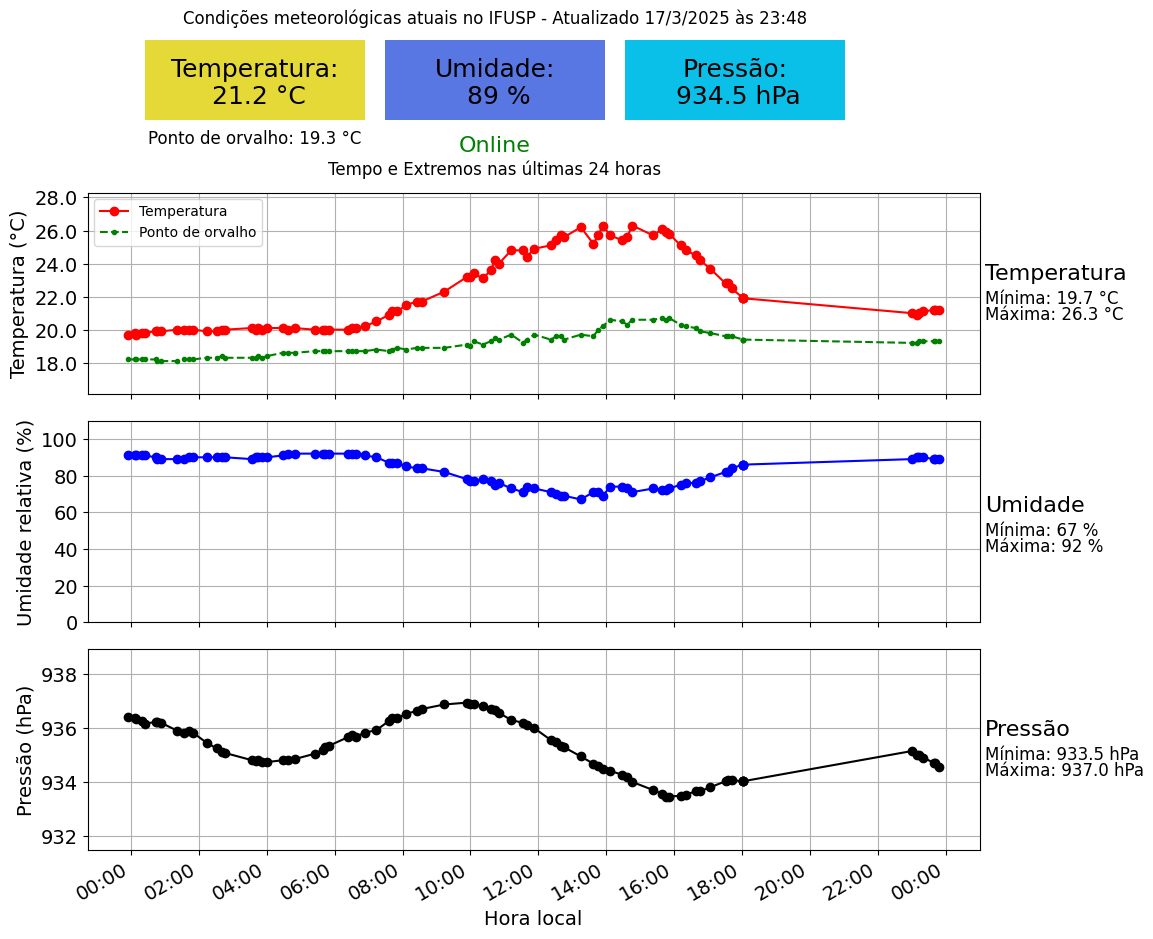 Condições meteorológicas atuais no IFUSP - Atualizado 17/3/2025 às 23:48
Temperatura:
21.2 °C
Umidade:
89 %
Pressão:
934.5 hPa
Ponto de orvalho: 19.3 °C
Online
Tempo e Extremos nas últimas 24 horas
Temperatura (°C)
28.0
26.0
24.0
22.0
20.0
18.0
Temperatura
Ponto de orvalho
Temperatura
Mínima: 19.7 °C
Máxima: 26.3 °C
Umidade relativa (%)
100
80
60
40
20
0
Umidade
Mínima: 67 %
Máxima: 92 %
Pressão (hPa)
938
936
934
932
Pressão
Mínima: 933.5 hPa
Máxima: 937.0 hPa
00:00 02:00 04:00 06:00 08:00 10:00 12:00 14:00 16:00 18:00 20:00 22:00 00:00
Hora local